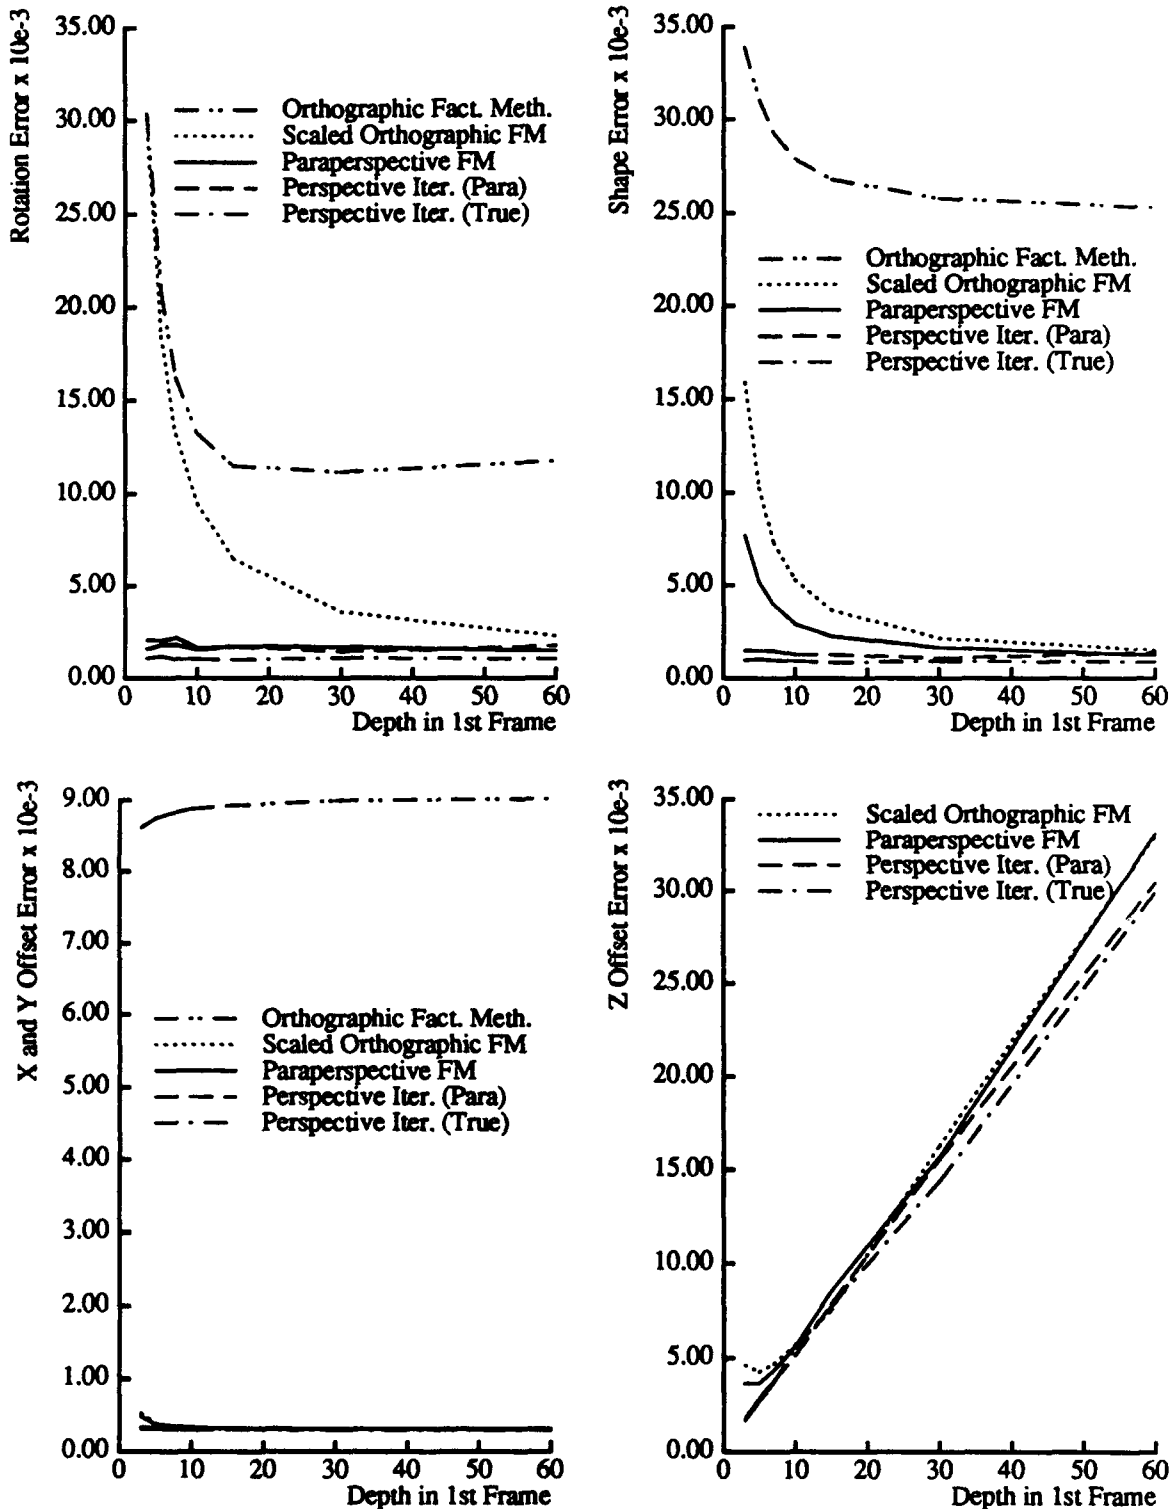 Rotation Error x 10e-3
35.00
30.00
25.00
20.00
15.00
10.00
5.00
0.00
Orthographic Fact. Meth.
Scaled Orthographic FM
Paraperspective FM
Perspective Iter. (Para)
Perspective Iter. (True)
0 10 20 30 40 50 60
Depth in 1st Frame
Shape Error x 10e-3
35.00
30.00
25.00
20.00
15.00
10.00
5.00
0.00
Orthographic Fact. Meth.
Scaled Orthographic FM
Paraperspective FM
Perspective Iter. (Para)
Perspective Iter. (True)
0 10 20 30 40 50 60
Depth in 1st Frame
X and Y Offset Error x 10e-3
9.00
8.00
7.00
6.00
5.00
4.00
3.00
2.00
1.00
0.00
Orthographic Fact. Meth.
Scaled Orthographic FM
Paraperspective FM
Perspective Iter. (Para)
Perspective Iter. (True)
0 10 20 30 40 50 60
Depth in 1st Frame
Z Offset Error x 10e-3
35.00
30.00
25.00
20.00
15.00
10.00
5.00
0.00
Scaled Orthographic FM
Paraperspective FM
Perspective Iter. (Para)
Perspective Iter. (True)
0 10 20 30 40 50 60
Depth in 1st Frame